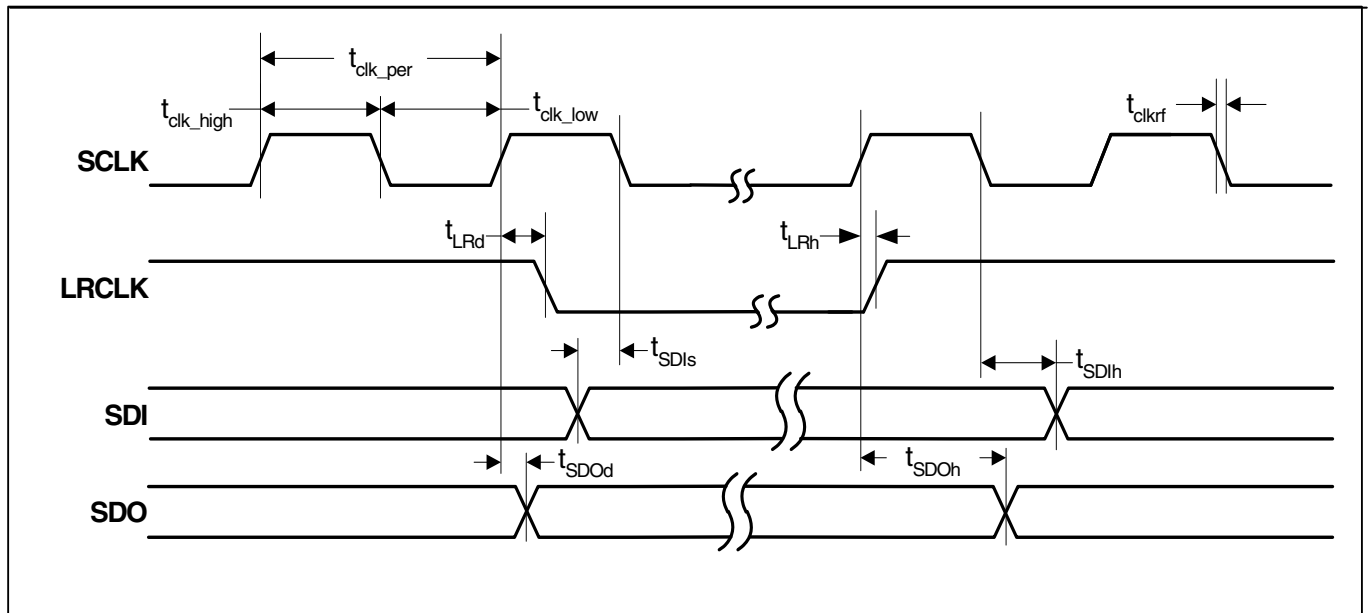 t_clk_per
t_clk_high
t_clk_low
t_clkrf
SCLK
t_LRd
t_LRh
LRCLK
t_SDIs
t_SDIh
SDI
t_SDOd
t_SDOh
SDO